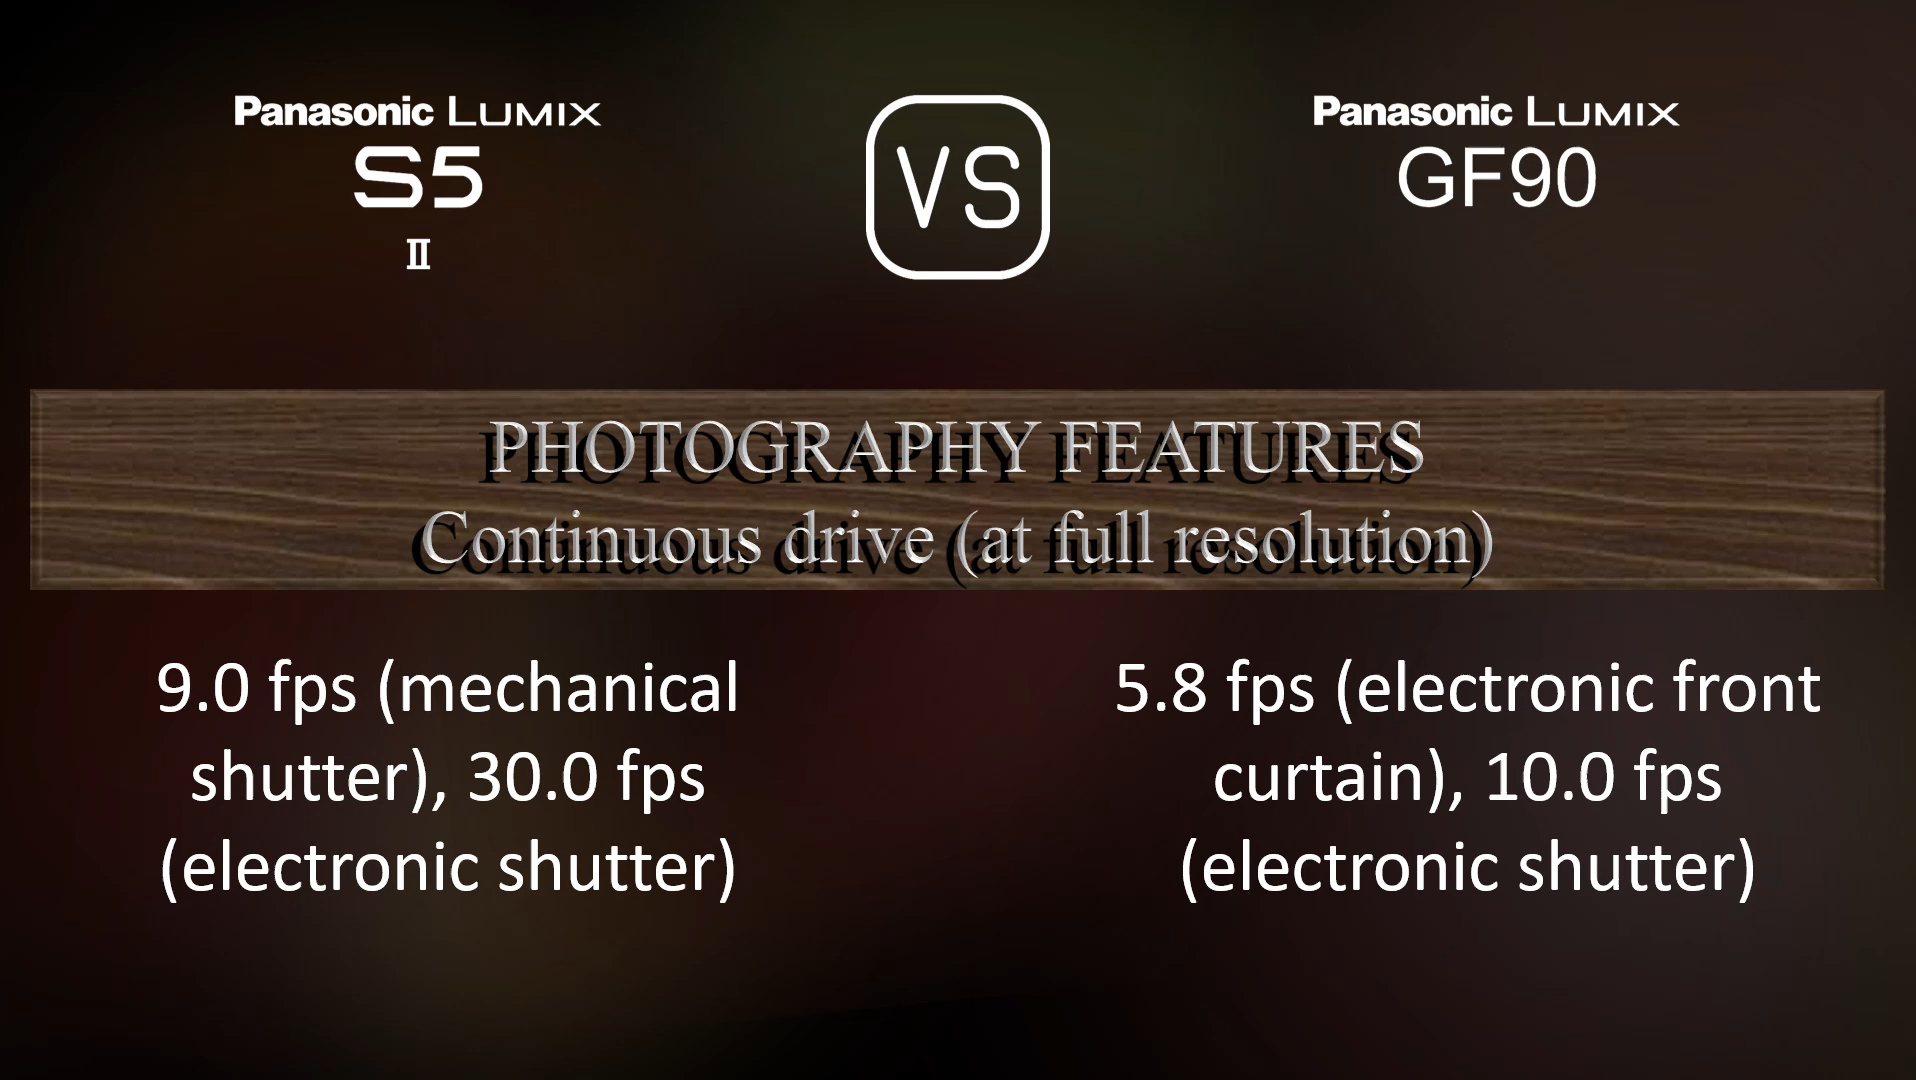 Panasonic LUMIX
S5
II
VS
Panasonic LUMIX
GF90
PHOTOGRAPHY FEATURES
Continuous drive (at full resolution)
9.0 fps (mechanical
shutter), 30.0 fps
(electronic shutter)
5.8 fps (electronic front
curtain), 10.0 fps
(electronic shutter)